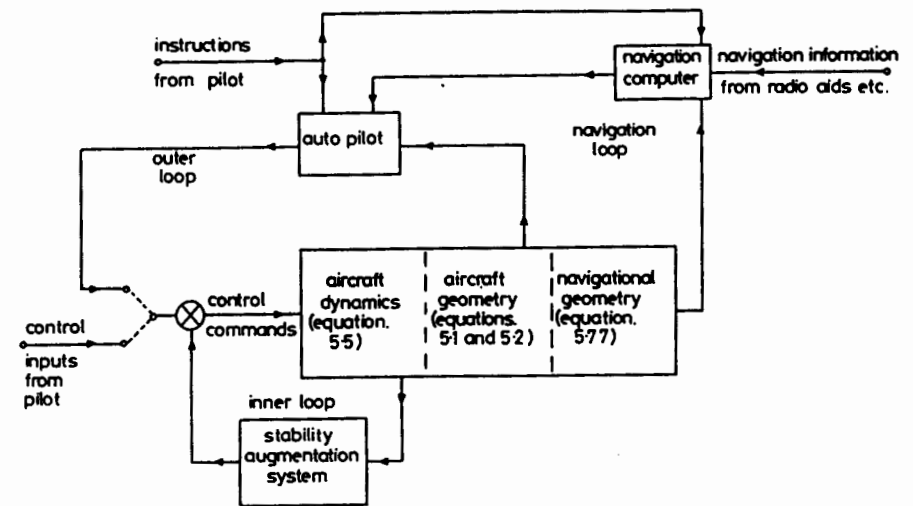 instructions
from pilot
navigation
computer
navigation information
from radio aids etc.
auto pilot
navigation
loop
outer
loop
control
inputs
from
pilot
control
commands
aircraft
dynamics
(equation.
5·5)
aircraft
geometry
(equations.
5·1 and 5·2)
navigational
geometry
(equation.
5·77)
inner loop
stability
augmentation
system